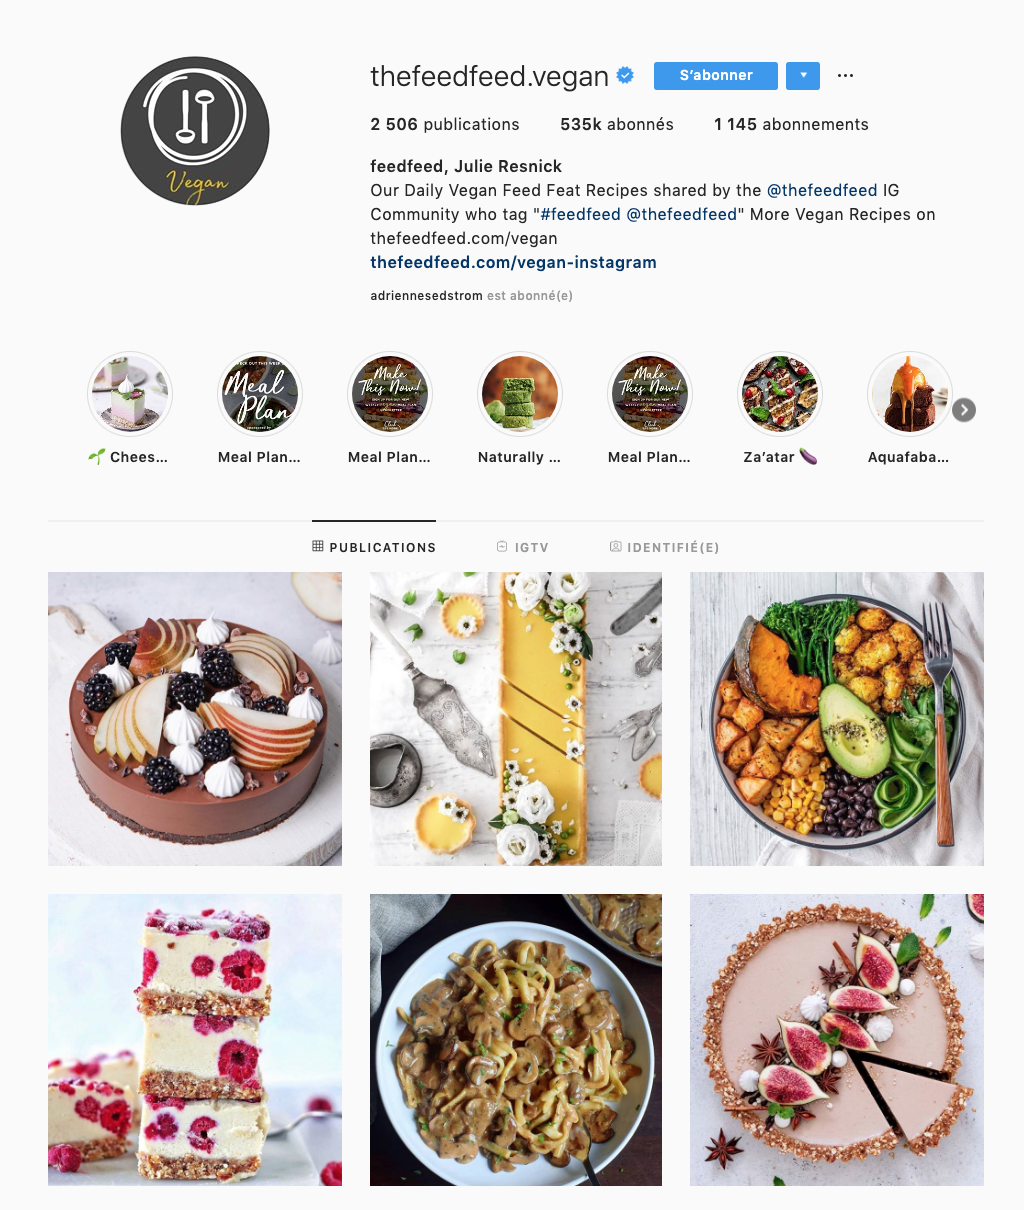 Vegan
thefeedfeed.vegan
S'abonner
2 506 publications 535k abonnés 1 145 abonnements
feedfeed, Julie Resnick
Our Daily Vegan Feed Feat Recipes shared by the @thefeedfeed IG
Community who tag "#feedfeed @thefeedfeed" More Vegan Recipes on
thefeedfeed.com/vegan
thefeedfeed.com/vegan-instagram
adriennesedstrom est abonné(e)
Meal
Plan
Make
This Now!
Make
This Now!
🌱 Chees... Meal Plan... Meal Plan... Naturally ... Meal Plan... Za'atar 🍆 Aquafaba...
PUBLICATIONS IGTV IDENTIFIÉ(E)